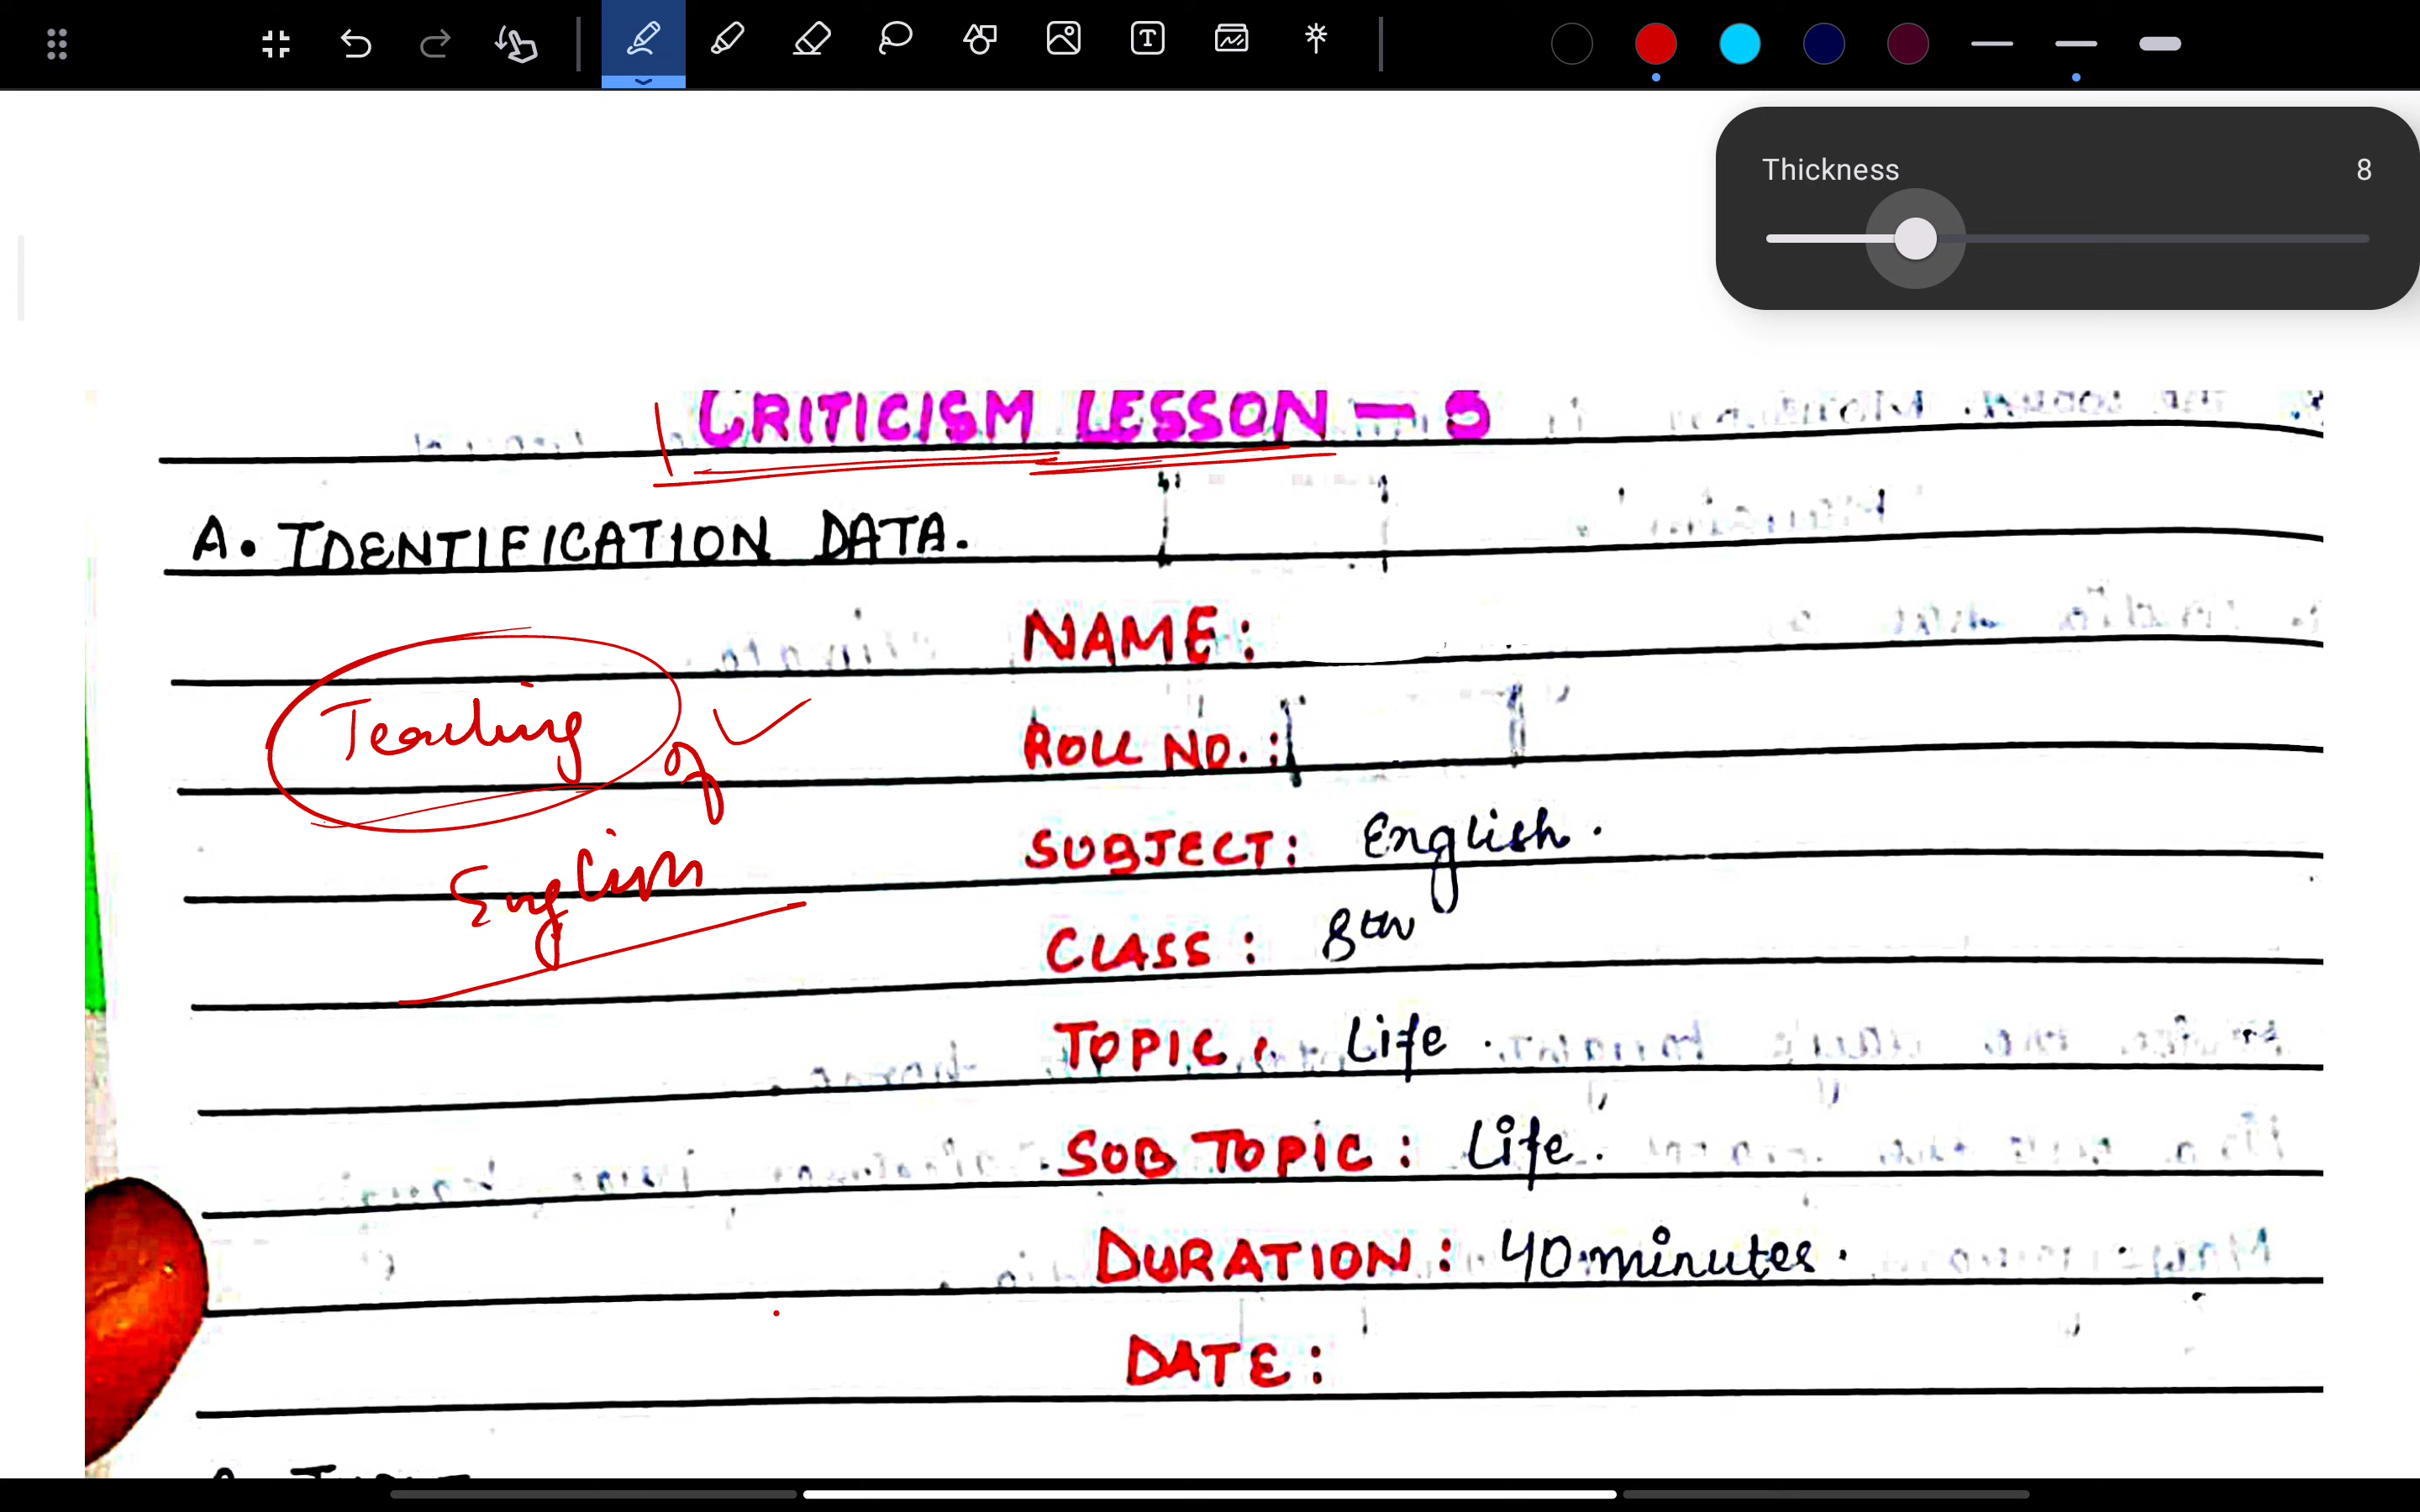 Thickness 8
CRITICISM LESSON - 5
A. IDENTIFICATION DATA.
NAME:
Teaching of
ROLL NO.:
SUBJECT: English.
English
CLASS: 8th
TOPIC: Life.
SUB TOPIC: Life.
DURATION: 40 minutes.
DATE: